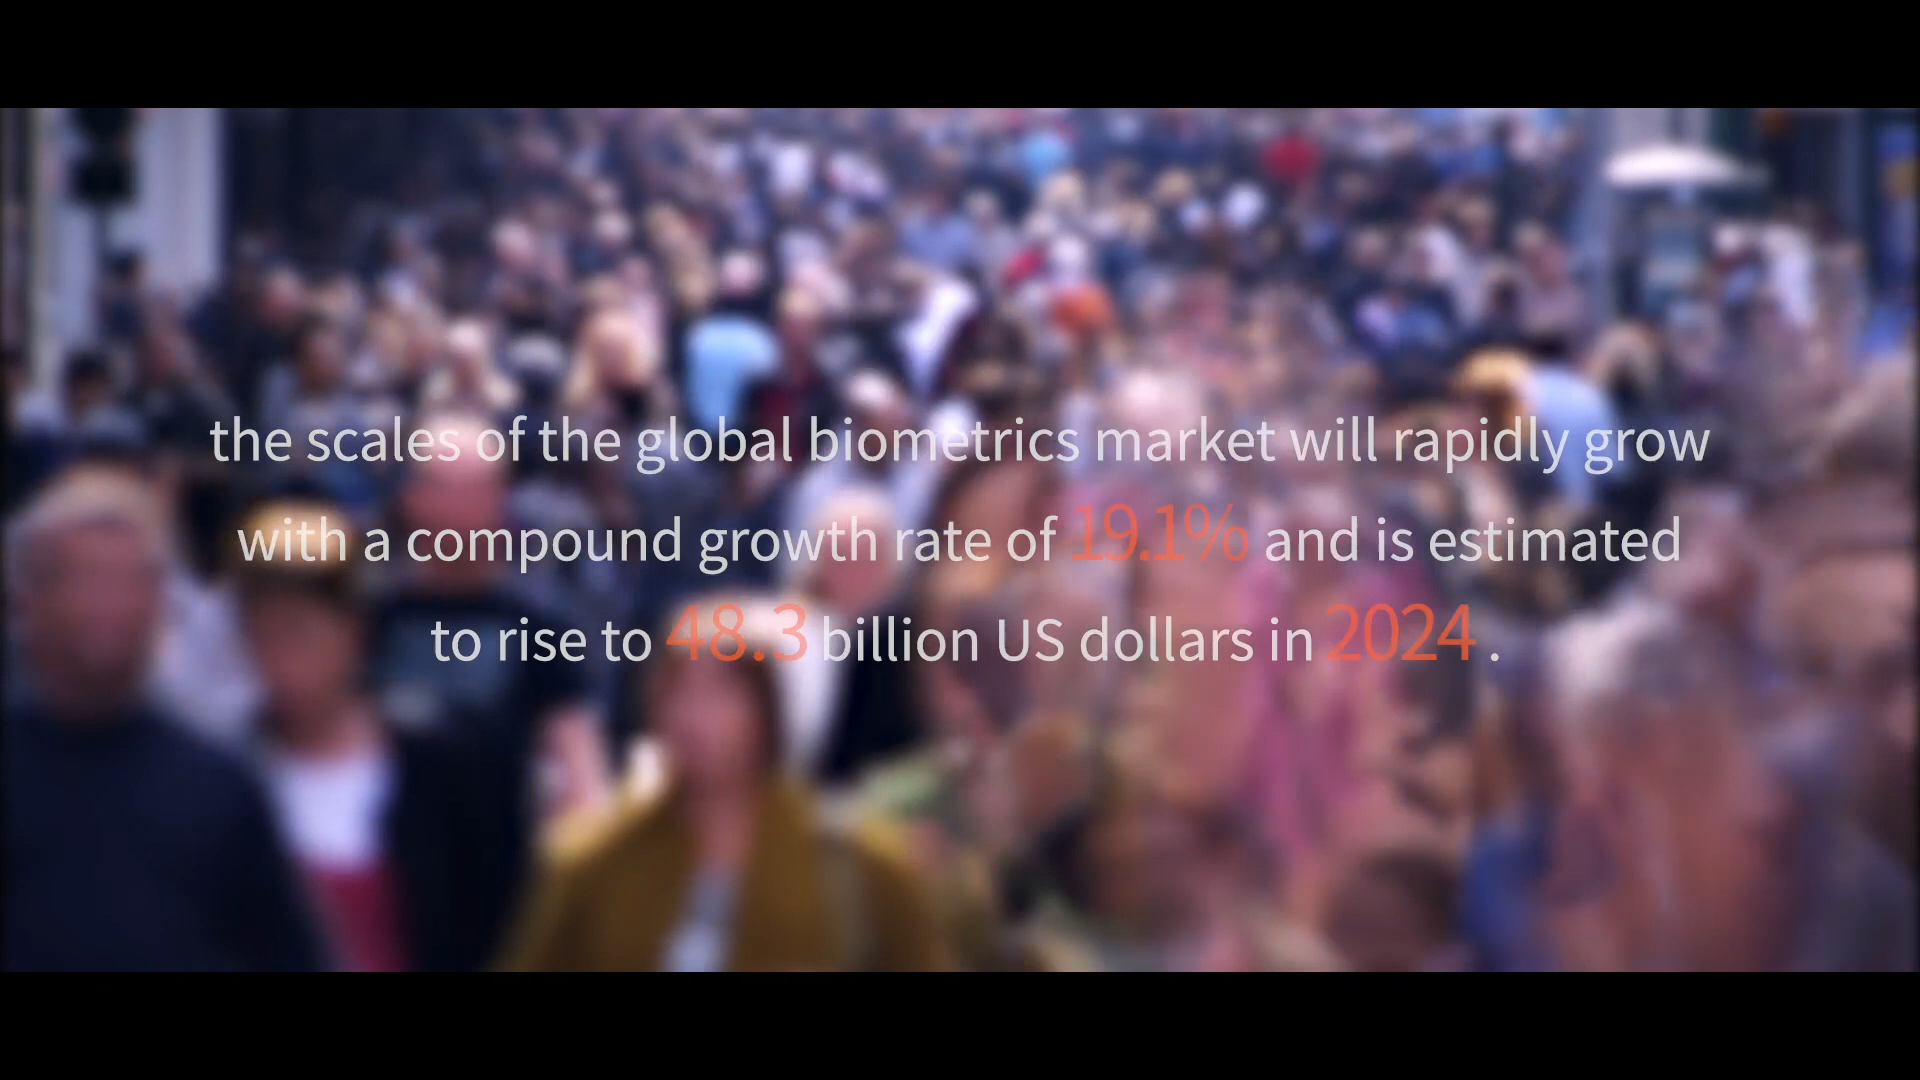 the scales of the global biometrics market will rapidly grow
with a compound growth rate of 19.1% and is estimated
to rise to 48.3 billion US dollars in 2024 .